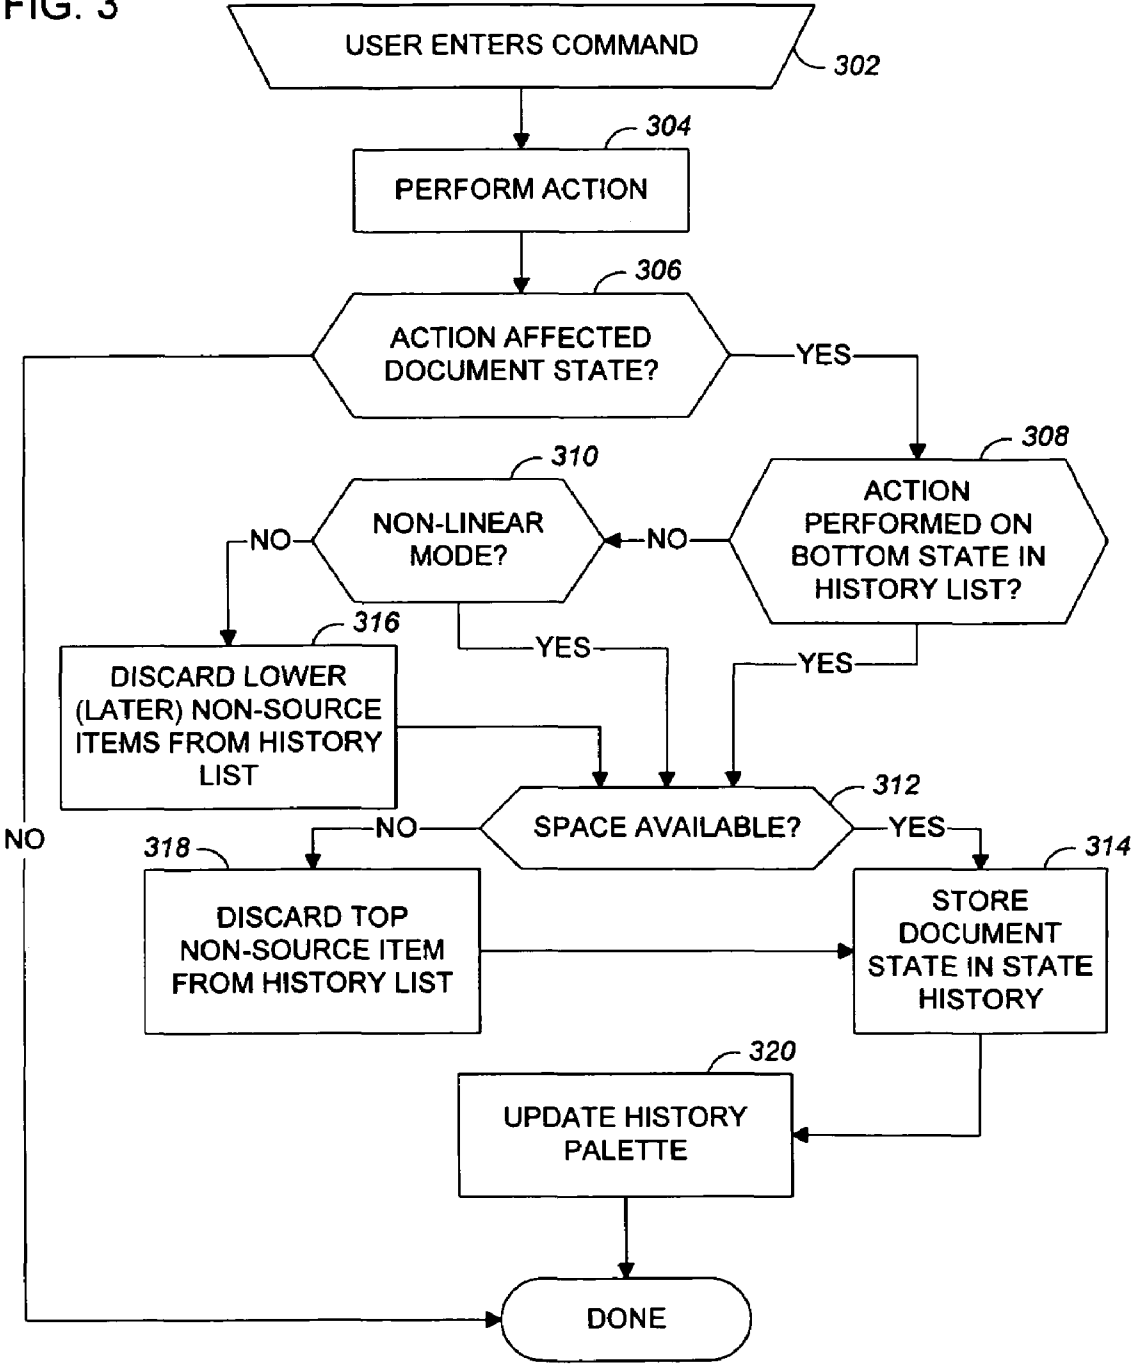 FIG. 3
USER ENTERS COMMAND
302
304
PERFORM ACTION
306
ACTION AFFECTED
DOCUMENT STATE?
YES
308
ACTION
PERFORMED ON
BOTTOM STATE IN
HISTORY LIST?
310
NON-LINEAR
MODE?
NO
NO
316
YES
YES
DISCARD LOWER
(LATER) NON-SOURCE
ITEMS FROM HISTORY
LIST
312
SPACE AVAILABLE?
NO
YES
NO
318
314
DISCARD TOP
NON-SOURCE ITEM
FROM HISTORY LIST
STORE
DOCUMENT
STATE IN STATE
HISTORY
320
UPDATE HISTORY
PALETTE
DONE